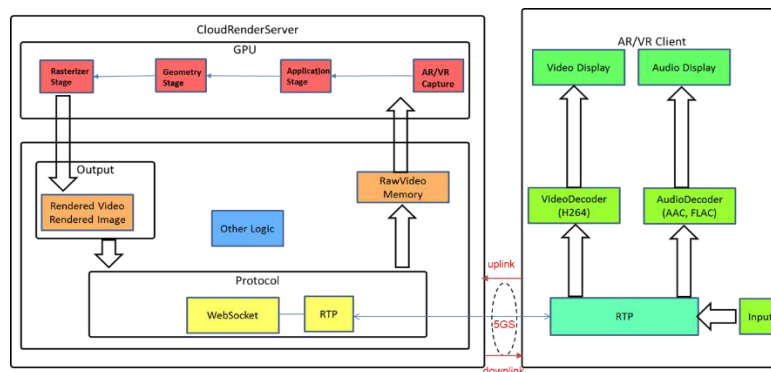 CloudRenderServer
GPU
Rasterizer
Stage
Geometry
Stage
Application
Stage
AR/VR
Capture
Output
Rendered Video
Rendered Image
Other Logic
RawVideo
Memory
Protocol
WebSocket
RTP
uplink
5GS
downlink
AR/VR Client
Video Display
Audio Display
VideoDecoder
(H264)
AudioDecoder
(AAC, FLAC)
RTP
Input